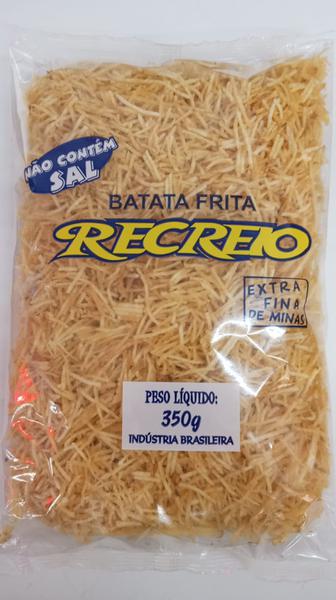 NÃO CONTÉM
SAL
BATATA FRITA
RECREIO
EXTRA
FINA
DE MINAS
PESO LÍQUIDO:
350g
INDÚSTRIA BRASILEIRA